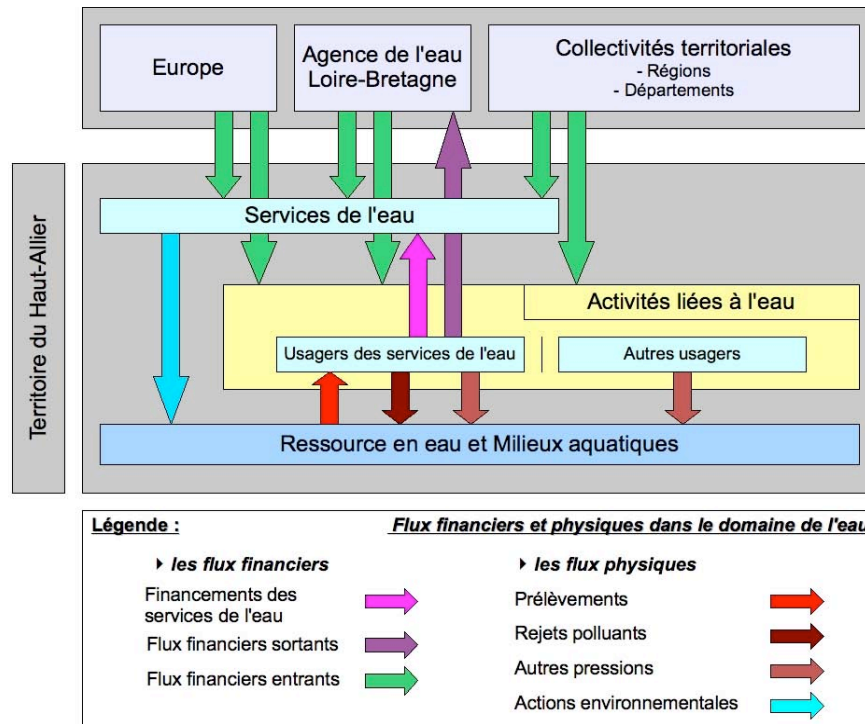 Europe
Agence de l'eau
Loire-Bretagne
Collectivités territoriales
- Régions
- Départements
Territoire du Haut-Allier
Services de l'eau
Activités liées à l'eau
Usagers des services de l'eau
Autres usagers
Ressource en eau et Milieux aquatiques
Légende :
Flux financiers et physiques dans le domaine de l'eau
les flux financiers
les flux physiques
Financements des
services de l'eau
Prélèvements
Flux financiers sortants
Rejets polluants
Flux financiers entrants
Autres pressions
Actions environnementales